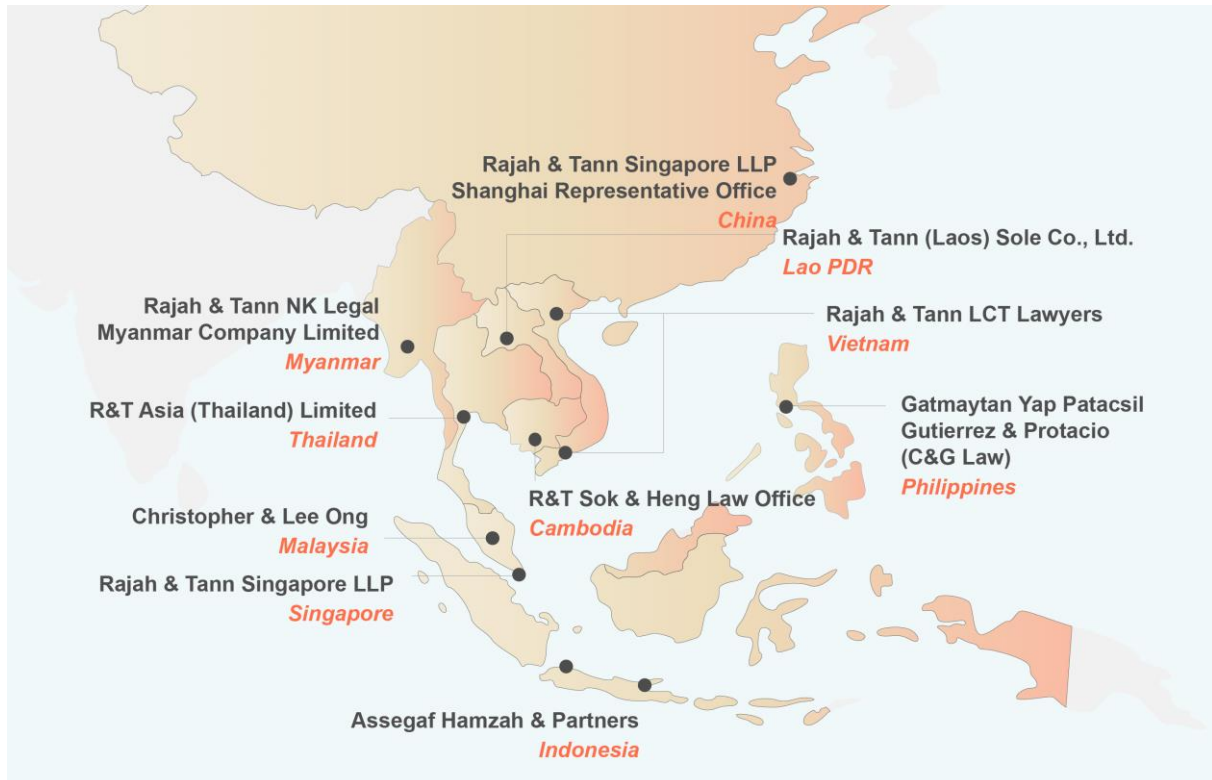 Rajah & Tann Singapore LLP
Shanghai Representative Office
China
Rajah & Tann (Laos) Sole Co., Ltd.
Lao PDR
Rajah & Tann NK Legal
Myanmar Company Limited
Myanmar
Rajah & Tann LCT Lawyers
Vietnam
R&T Asia (Thailand) Limited
Thailand
Gatmaytan Yap Patacsil
Gutierrez & Protacio
(C&G Law)
Philippines
R&T Sok & Heng Law Office
Cambodia
Christopher & Lee Ong
Malaysia
Rajah & Tann Singapore LLP
Singapore
Assegaf Hamzah & Partners
Indonesia